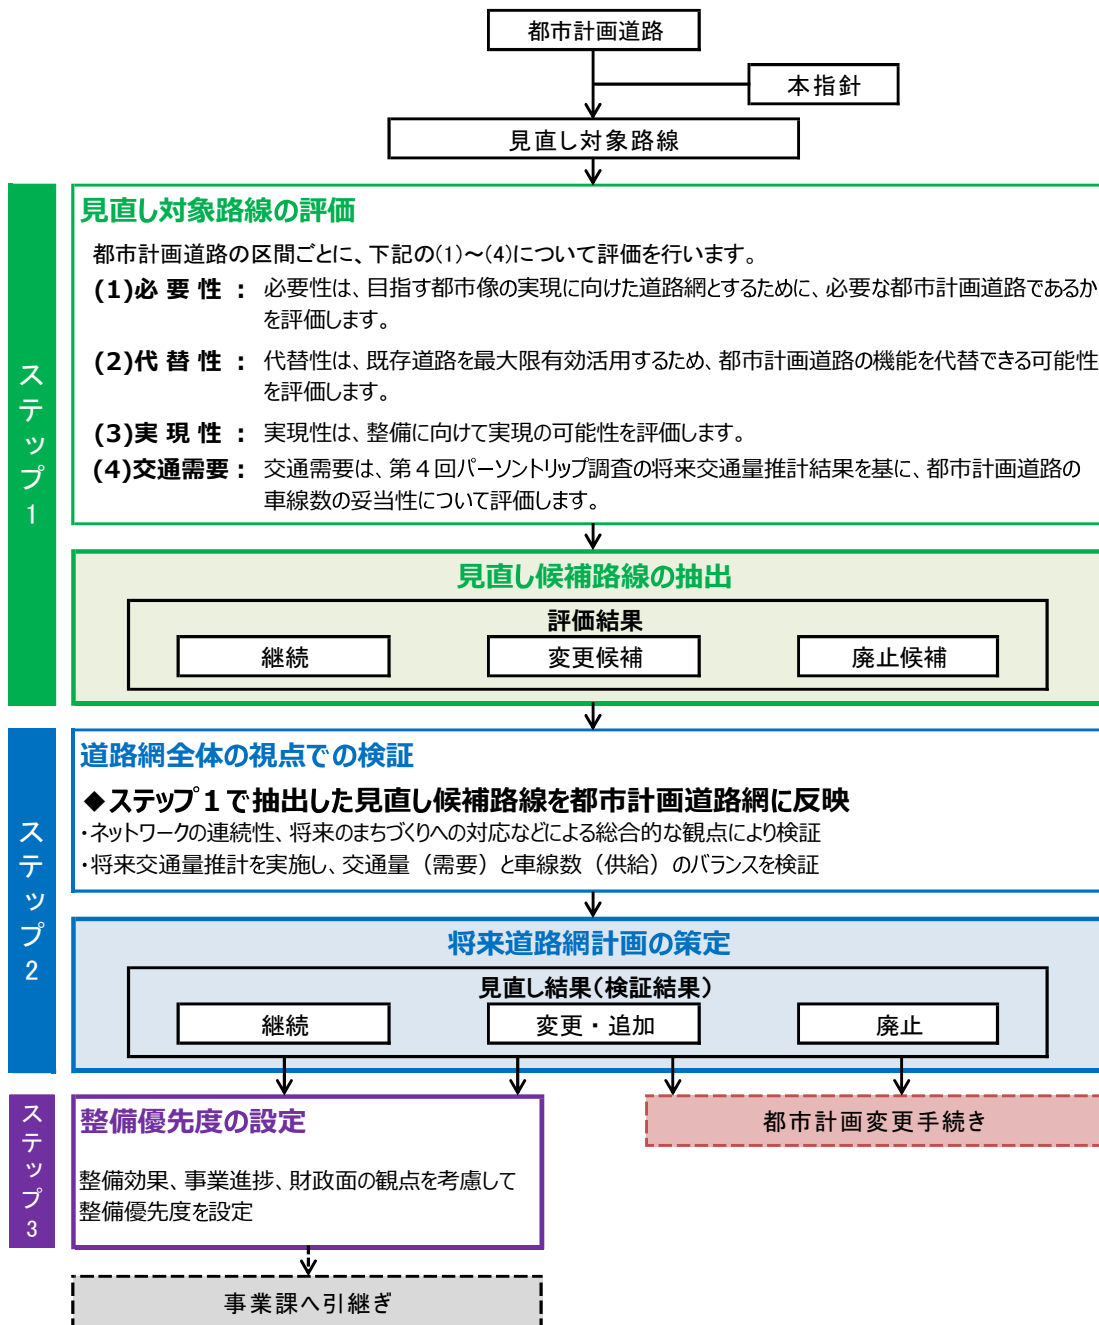 都市計画道路
本指針
見直し対象路線
ステップ1
見直し対象路線の評価
都市計画道路の区間ごとに、下記の(1)～(4)について評価を行います。
(1)必 要 性 ： 必要性は、目指す都市像の実現に向けた道路網とするために、必要な都市計画道路であるか
を評価します。
(2)代 替 性 ： 代替性は、既存道路を最大限有効活用するため、都市計画道路の機能を代替できる可能性
を評価します。
(3)実 現 性 ： 実現性は、整備に向けて実現の可能性を評価します。
(4)交通需要： 交通需要は、第４回パーソントリップ調査の将来交通量推計結果を基に、都市計画道路の
車線数の妥当性について評価します。
見直し候補路線の抽出
評価結果
継続
変更候補
廃止候補
ステップ2
道路網全体の視点での検証
◆ステップ１で抽出した見直し候補路線を都市計画道路網に反映
・ネットワークの連続性、将来のまちづくりへの対応などによる総合的な観点により検証
・将来交通量推計を実施し、交通量（需要）と車線数（供給）のバランスを検証
将来道路網計画の策定
見直し結果（検証結果）
継続
変更・追加
廃止
ステップ3
整備優先度の設定
整備効果、事業進捗、財政面の観点を考慮して
整備優先度を設定
都市計画変更手続き
事業課へ引継ぎ